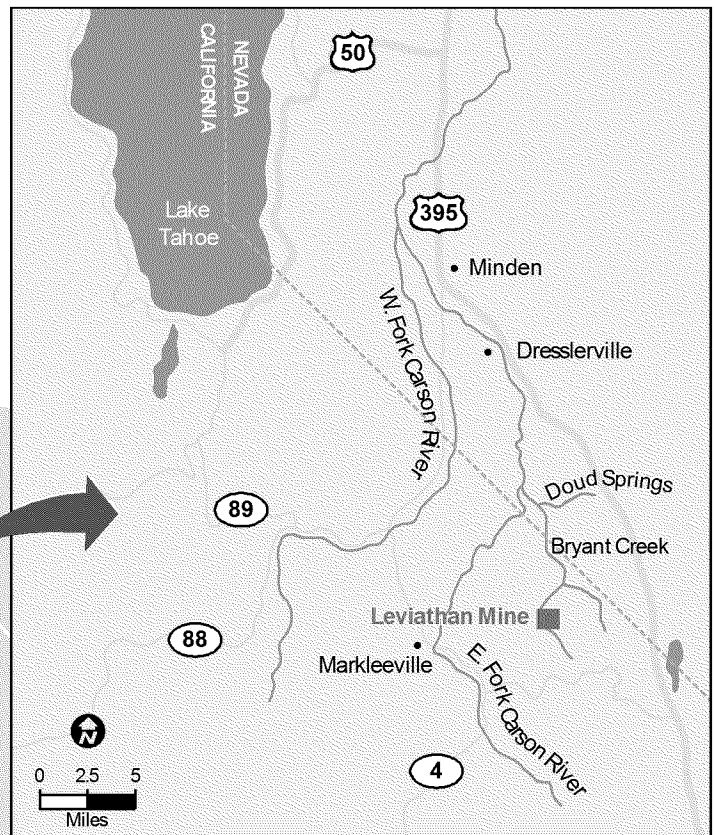 50
NEVADA
CALIFORNIA
Lake
Tahoe
395
Minden
W. Fork Carson River
Dresslerville
Doud Springs
89
Bryant Creek
Leviathan Mine
88
Markleeville
E. Fork Carson River
N
4
0 2.5 5
Miles